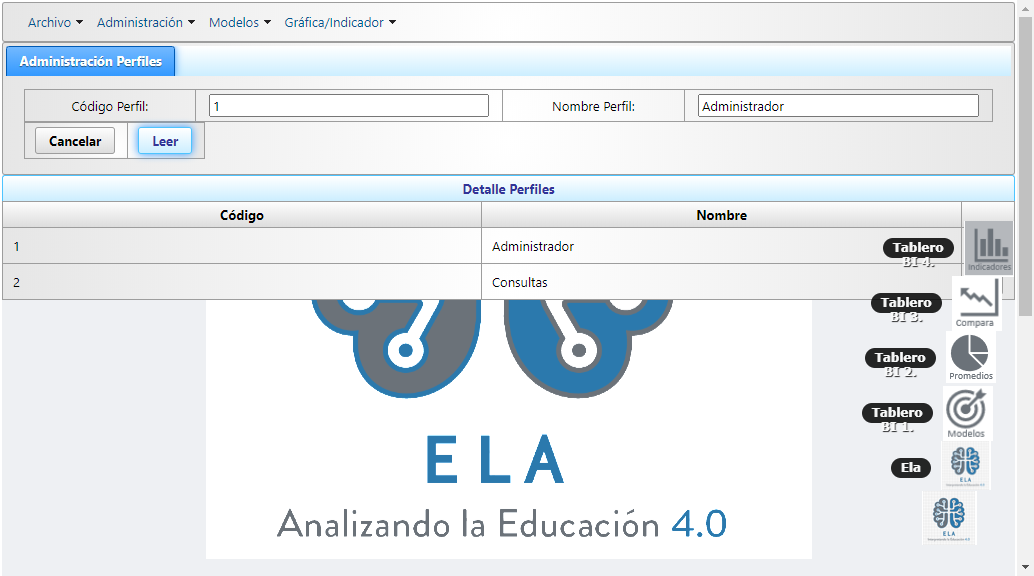 Archivo Administración Modelos Gráfica/Indicador
Administración Perfiles
Código Perfil: 1 Nombre Perfil: Administrador
Cancelar Leer
Detalle Perfiles
Código Nombre
1 Administrador
2 Consultas
Tablero
BI 4.
Indicadores
Tablero
BI 3.
Compara
Tablero
BI 2.
Promedios
Tablero
BI 1.
Modelos
Ela
ELA
ELA
ELA
Analizando la Educación 4.0